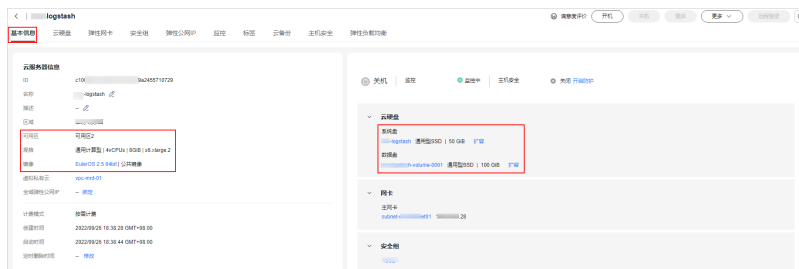 logstash
满意度评价 开机 关机 重启 更多 远程登录
基本信息 云硬盘 弹性网卡 安全组 弹性公网IP 监控 标签 云备份 主机安全 弹性负载均衡
云服务器信息
ID c10 9a2455710729
名称 -logstash
描述 --
区域
可用区 可用区2
规格 通用计算型 | 4vCPUs | 8GiB | s6.xlarge.2
镜像 EulerOS 2.5 64bit | 公共镜像
虚拟私有云 vpc-mrd-01
全域弹性公网IP -- 绑定
计费模式 按需计费
创建时间 2022/09/26 18:38:28 GMT+08:00
启动时间 2022/09/26 18:38:44 GMT+08:00
定时删除时间 -- 修改
关机 监控 监控中 主机安全 关闭 开启防护
云硬盘
系统盘
-logstash 通用型SSD | 50 GiB 扩容
数据盘
h-volume-0001 通用型SSD | 100 GiB 扩容
网卡
主网卡
subnet- et01 .28
安全组